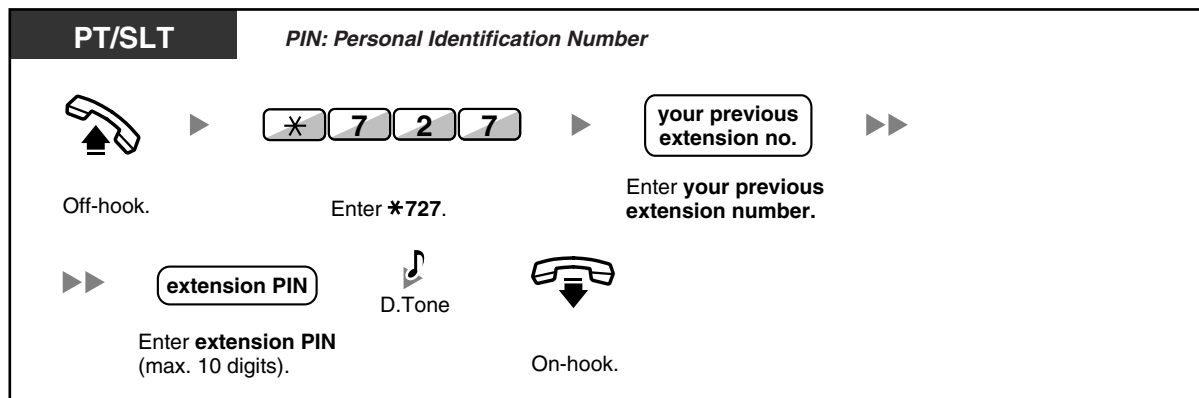 PT/SLT
PIN: Personal Identification Number
* 7 2 7
your previous
extension no.
Off-hook.
Enter *727.
Enter your previous
extension number.
extension PIN
D.Tone
Enter extension PIN
(max. 10 digits).
On-hook.